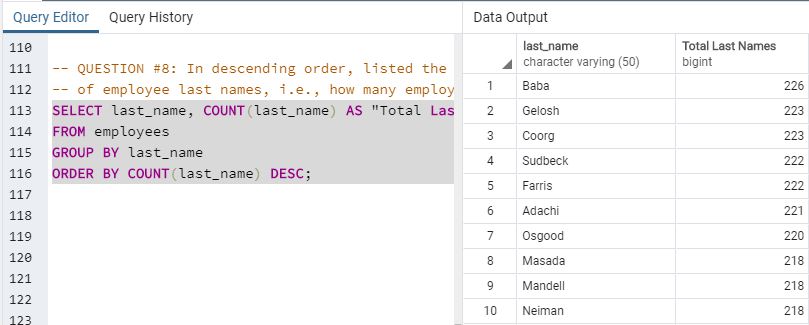 Query Editor Query History
110
111 -- QUESTION #8: In descending order, listed the
112 -- of employee last names, i.e., how many employ
113 SELECT last_name, COUNT(last_name) AS "Total Las
114 FROM employees
115 GROUP BY last_name
116 ORDER BY COUNT(last_name) DESC;
117
118
119
120
121
122
123
Data Output
last_name Total Last Names
character varying (50) bigint
1 Baba 226
2 Gelosh 223
3 Coorg 223
4 Sudbeck 222
5 Farris 222
6 Adachi 221
7 Osgood 220
8 Masada 218
9 Mandell 218
10 Neiman 218